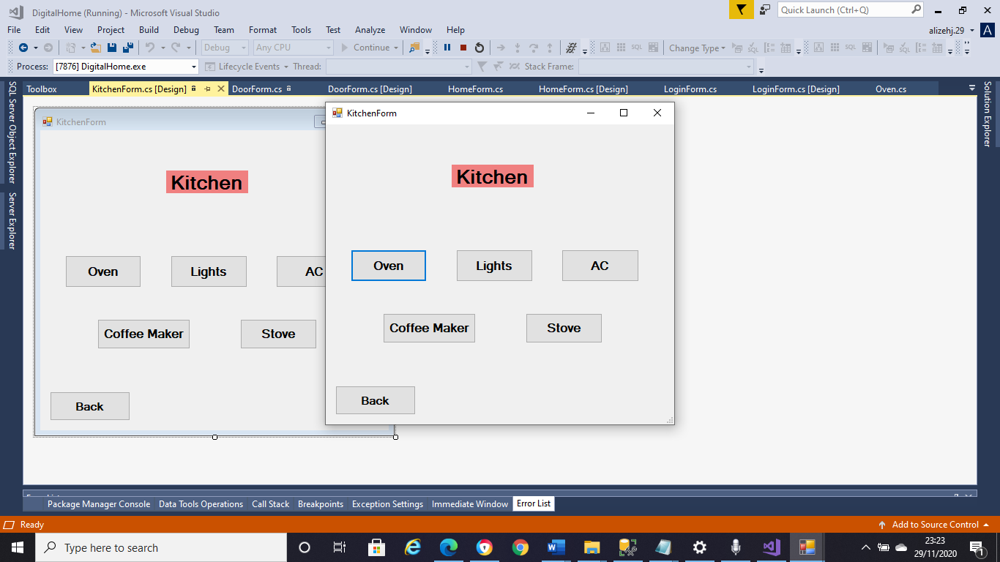 DigitalHome (Running) - Microsoft Visual Studio
Quick Launch (Ctrl+Q)
File Edit View Project Build Debug Team Format Tools Test Analyze Window Help
alizehj.29
A
Debug Any CPU Continue SQL Change Type SQL SQL SQL
Process: [7876] DigitalHome.exe Lifecycle Events Thread: Stack Frame:
Toolbox KitchenForm.cs [Design] DoorForm.cs DoorForm.cs [Design] HomeForm.cs HomeForm.cs [Design] LoginForm.cs LoginForm.cs [Design] Oven.cs
SQL Server Object Explorer
Server Explorer
Solution Explorer
KitchenForm
Kitchen
Oven Lights AC
Coffee Maker Stove
Back
KitchenForm
Kitchen
Oven Lights AC
Coffee Maker Stove
Back
Package Manager Console Data Tools Operations Call Stack Breakpoints Exception Settings Immediate Window Error List
Ready
Add to Source Control
Type here to search
W
23:23
29/11/2020
1